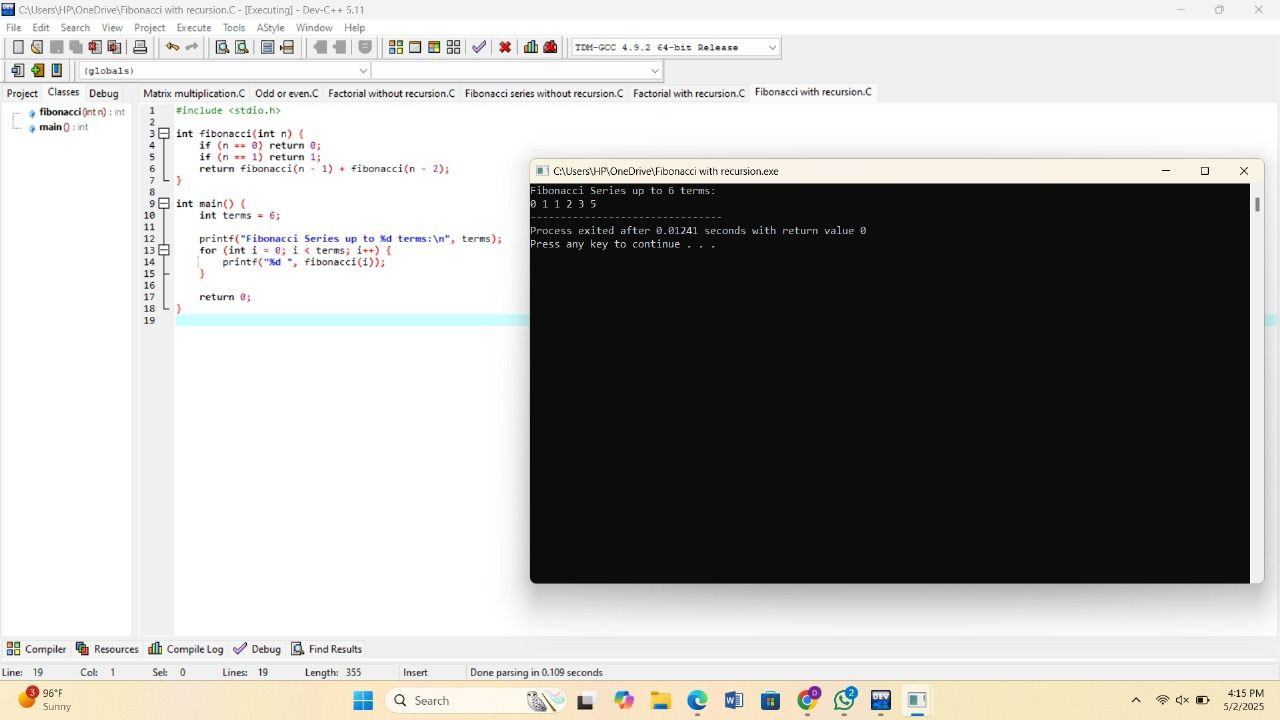 C:\Users\HP\OneDrive\Fibonacci with recursion.C - [Executing] - Dev-C++ 5.11
File Edit Search View Project Execute Tools AStyle Window Help
TDM-GCC 4.9.2 64-bit Release
(globals)
Project Classes Debug
Matrix multiplication.C Odd or even.C Factorial without recursion.C Fibonacci series without recursion.C Factorial with recursion.C Fibonacci with recursion.C
fibonacci (int n) : int
main () : int
1 #include <stdio.h>
2
3 int fibonacci(int n) {
4 if (n == 0) return 0;
5 if (n == 1) return 1;
6 return fibonacci(n - 1) + fibonacci(n - 2);
7 }
8
9 int main() {
10 int terms = 6;
11
12 printf("Fibonacci Series up to %d terms:\n", terms);
13 for (int i = 0; i < terms; i++) {
14 printf("%d ", fibonacci(i));
15 }
16
17 return 0;
18 }
19
C:\Users\HP\OneDrive\Fibonacci with recursion.exe
Fibonacci Series up to 6 terms:
0 1 1 2 3 5
--------------------------------
Process exited after 0.01241 seconds with return value 0
Press any key to continue . . .
Compiler Resources Compile Log Debug Find Results
Line: 19 Col: 1 Sel: 0 Lines: 19 Length: 355 Insert Done parsing in 0.109 seconds
3 96°F
Sunny
Search
D
2
DEV
4:15 PM
5/2/2025